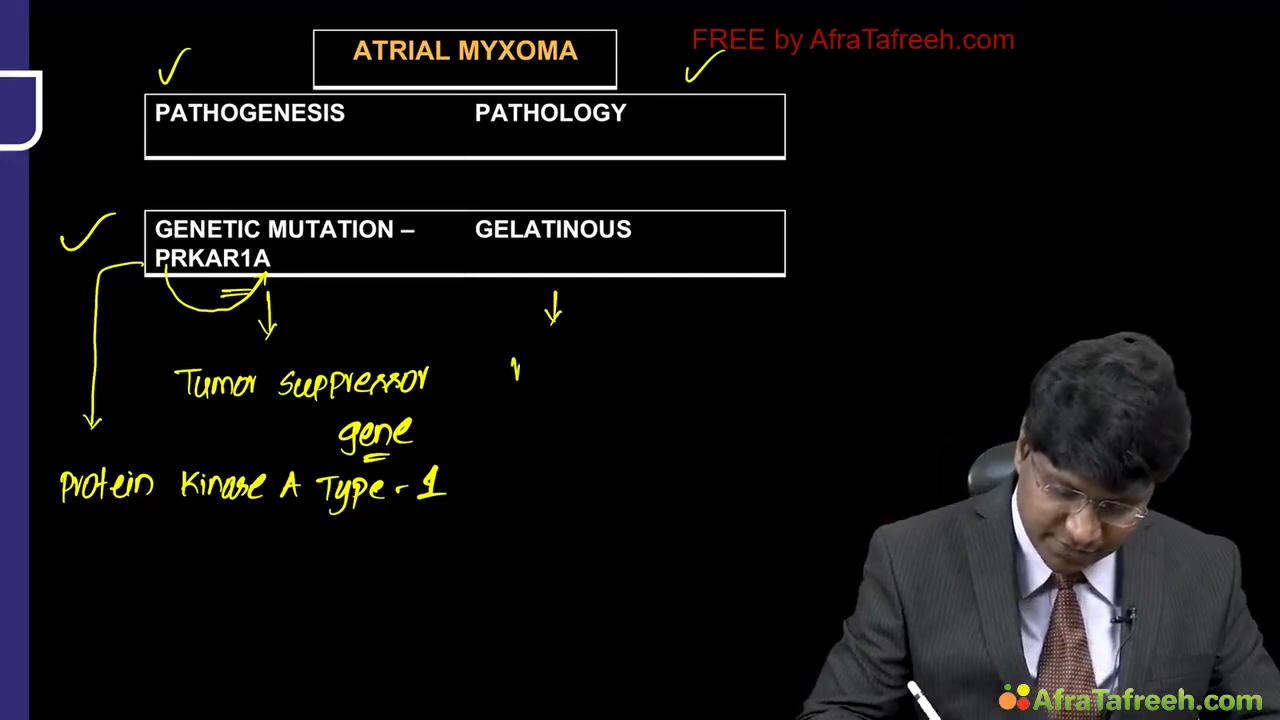 FREE by AfraTafreeh.com
ATRIAL MYXOMA
PATHOGENESIS PATHOLOGY
GENETIC MUTATION – GELATINOUS
PRKAR1A
Tumor suppressor
gene
Protein Kinase A Type - 1
AfraTafreeh.com